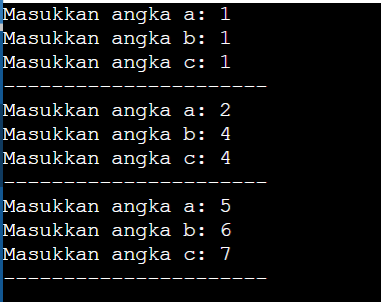 Masukkan angka a: 1
Masukkan angka b: 1
Masukkan angka c: 1
----------------------
Masukkan angka a: 2
Masukkan angka b: 4
Masukkan angka c: 4
----------------------
Masukkan angka a: 5
Masukkan angka b: 6
Masukkan angka c: 7
----------------------